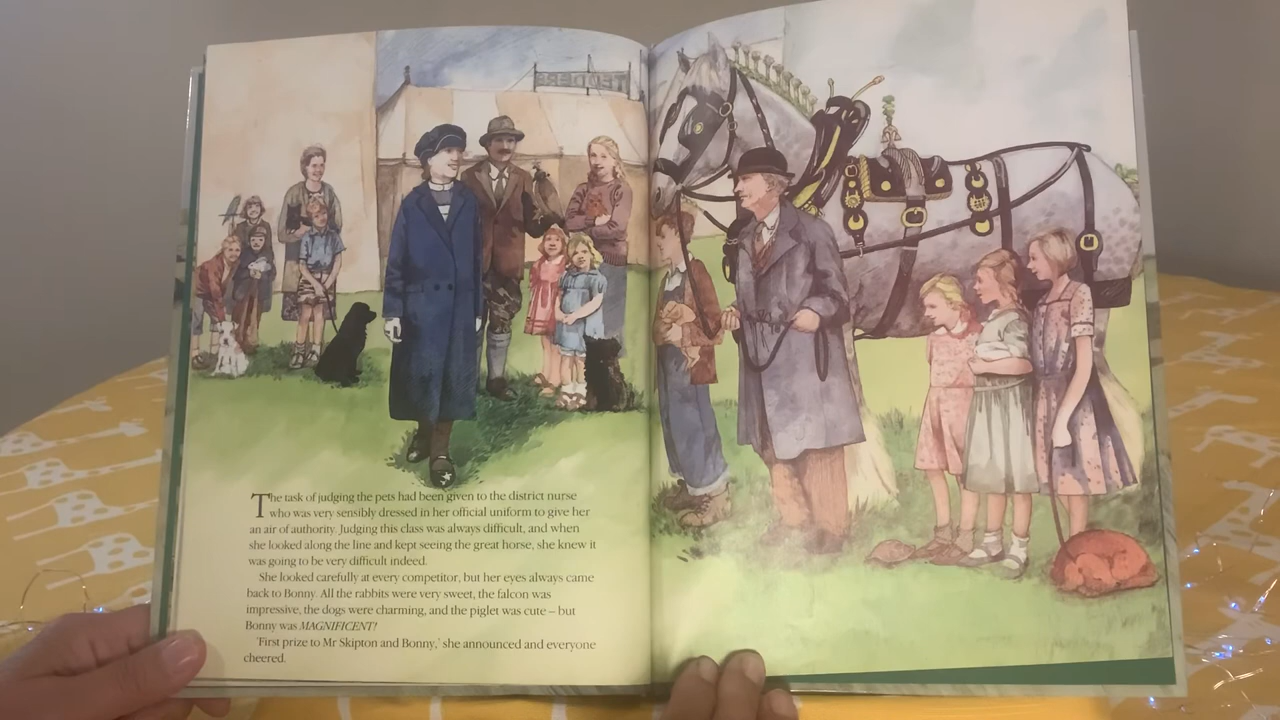 TEDDERS
The task of judging the pets had been given to the district nurse
who was very sensibly dressed in her official uniform to give her
an air of authority. Judging this class was always difficult, and when
she looked along the line and kept seeing the great horse, she knew it
was going to be very difficult indeed.
She looked carefully at every competitor, but her eyes always came
back to Bonny. All the rabbits were very sweet, the falcon was
impressive, the dogs were charming, and the piglet was cute – but
Bonny was MAGNIFICENT!
'First prize to Mr Skipton and Bonny,' she announced and everyone
cheered.